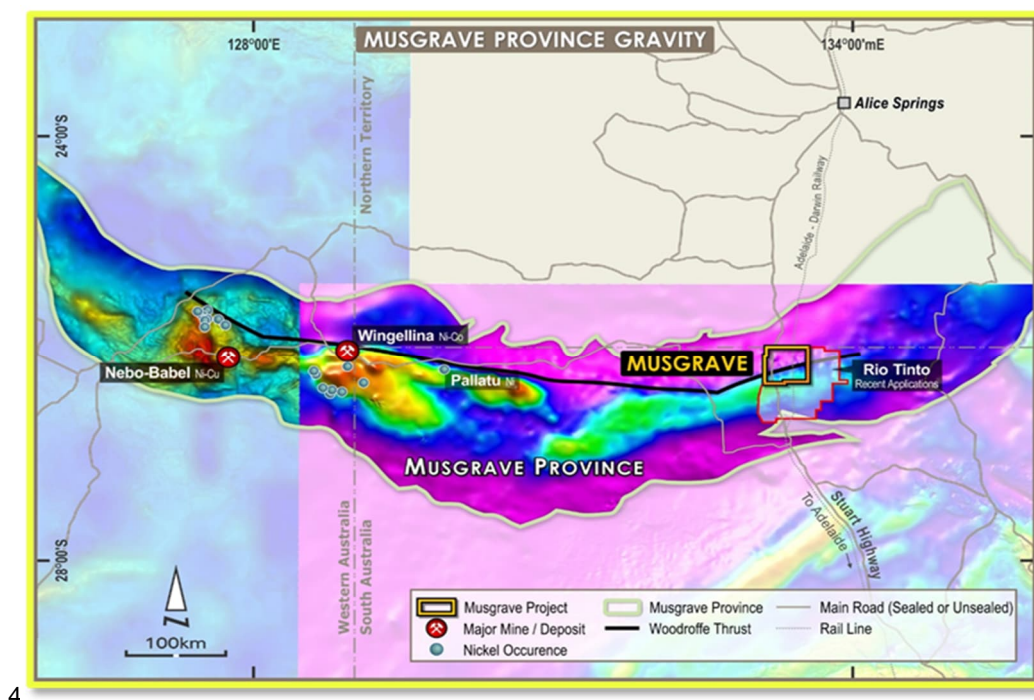 MUSGRAVE PROVINCE GRAVITY
128°00'E
134°00'mE
24°00'S
Northern Territory
Alice Springs
Adelaide - Darwin Railway
Wingellina Ni-Co
Nebo-Babel Ni-Cu
Pallatu Ni
MUSGRAVE
Rio Tinto
Recent Applications
MUSGRAVE PROVINCE
28°00'S
Western Australia
South Australia
Stuart Highway
To Adelaide
N
100km
Musgrave Project
Major Mine / Deposit
Nickel Occurence
Musgrave Province
Woodroffe Thrust
Main Road (Sealed or Unsealed)
Rail Line
4